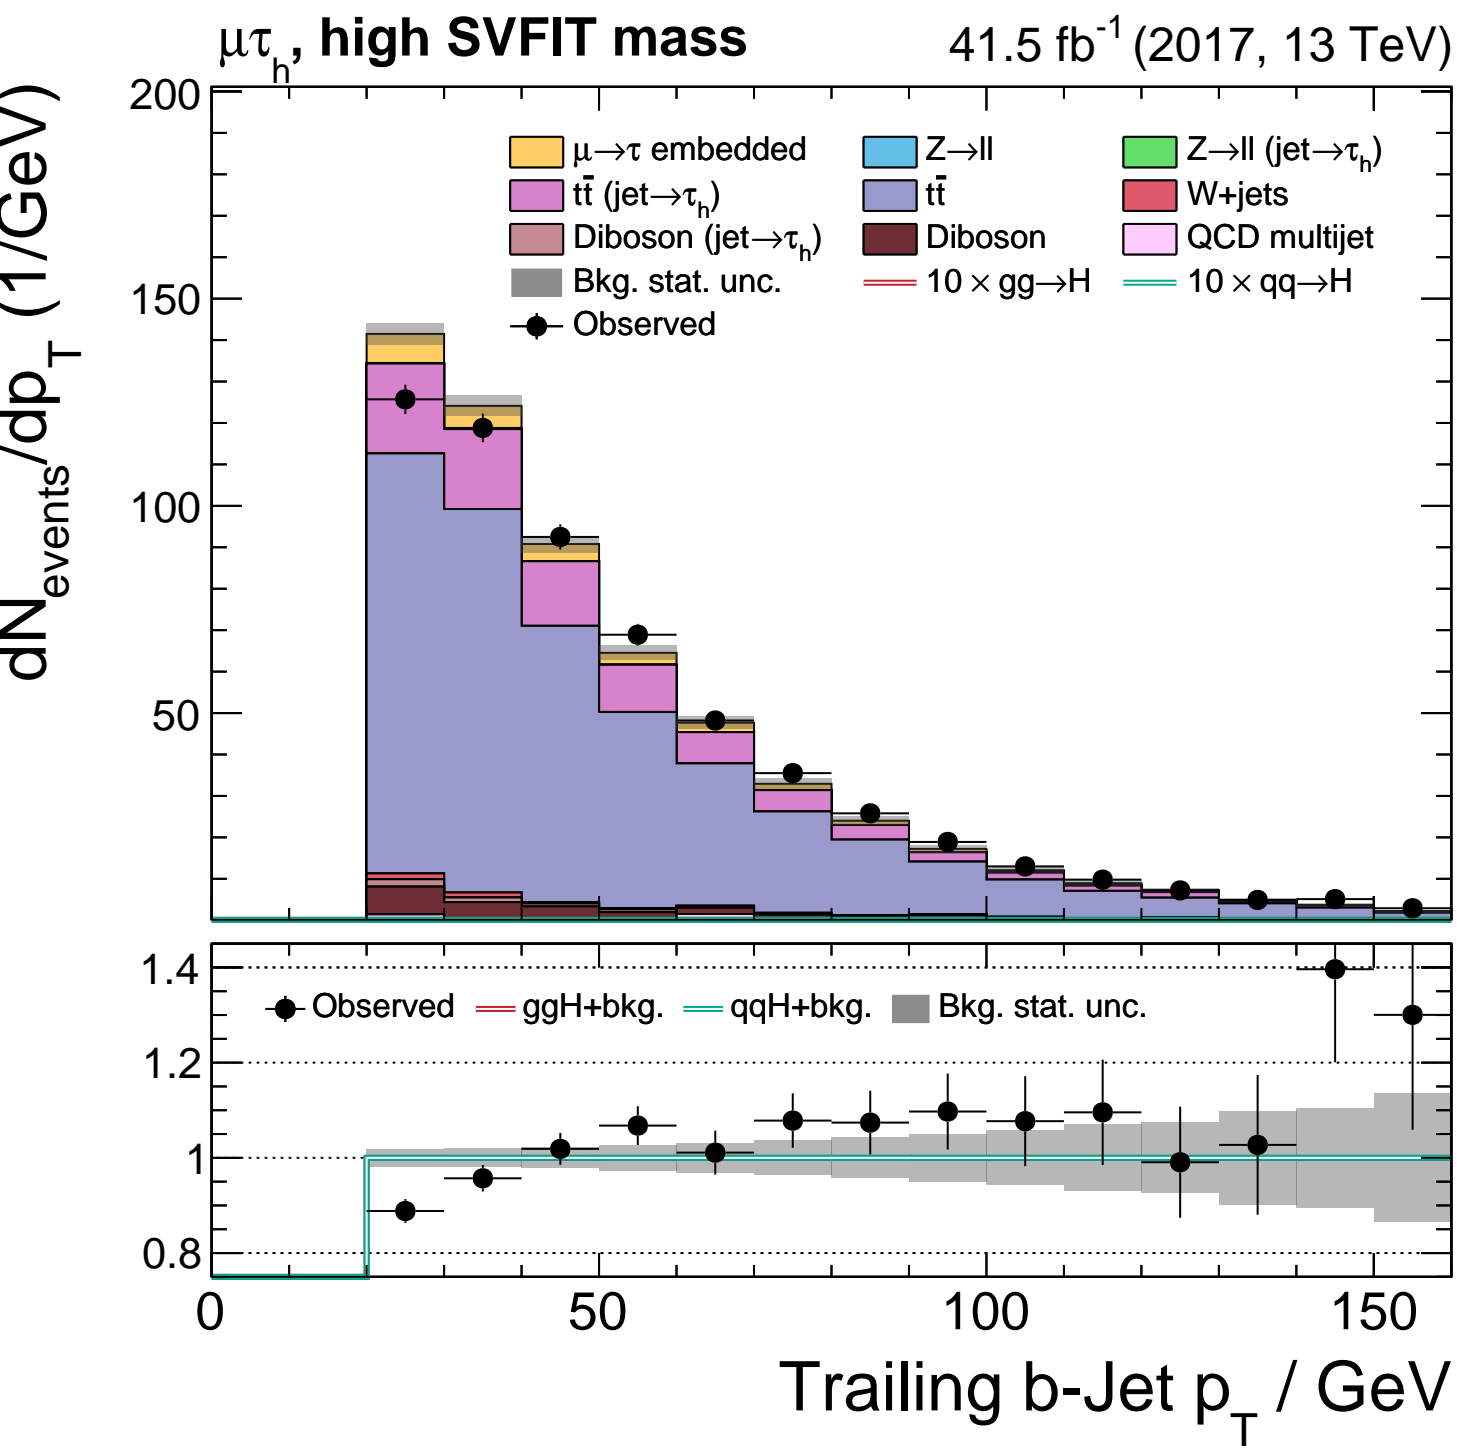 μτh, high SVFIT mass 41.5 fb-1 (2017, 13 TeV)
dNevents/dpT (1/GeV)
200
150
100
50
μ→τ embedded Z→ll Z→ll (jet→τh)
tt̄ (jet→τh) tt̄ W+jets
Diboson (jet→τh) Diboson QCD multijet
Bkg. stat. unc. 10 × gg→H 10 × qq→H
Observed
1.4
1.2
1
0.8
Observed ggH+bkg. qqH+bkg. Bkg. stat. unc.
0 50 100 150
Trailing b-Jet pT / GeV